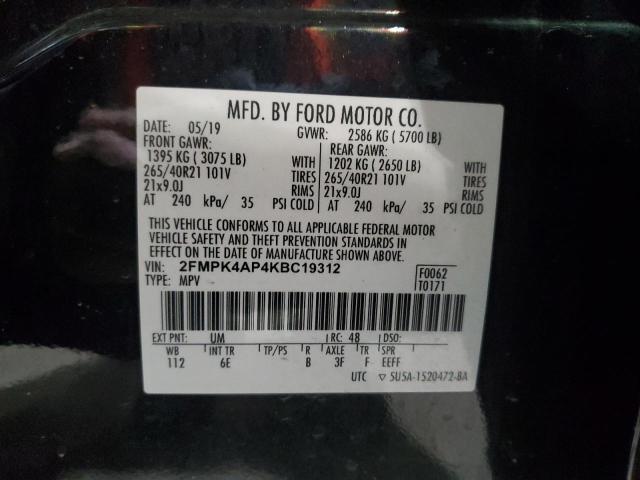 MFD. BY FORD MOTOR CO.
DATE: 05/19 GVWR: 2586 KG ( 5700 LB)
FRONT GAWR: REAR GAWR:
1395 KG ( 3075 LB) WITH 1202 KG ( 2650 LB) WITH
265/40R21 101V TIRES 265/40R21 101V TIRES
21x9.0J RIMS 21x9.0J RIMS
AT 240 kPa/ 35 PSI COLD AT 240 kPa/ 35 PSI COLD
THIS VEHICLE CONFORMS TO ALL APPLICABLE FEDERAL MOTOR
VEHICLE SAFETY AND THEFT PREVENTION STANDARDS IN
EFFECT ON THE DATE OF MANUFACTURE SHOWN ABOVE.
VIN: 2FMPK4AP4KBC19312 F0062
TYPE: MPV T0171
EXT PNT: UM RC: 48 DSO:
WB INT TR TP/PS R AXLE TR SPR
112 6E B 3F F EEFF
UTC ▽ 5U5A-1520472-BA